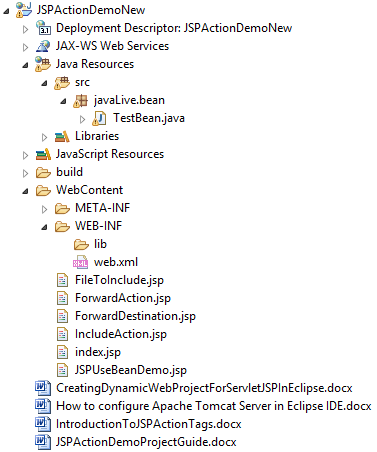 JSPActionDemoNew
3.1 Deployment Descriptor: JSPActionDemoNew
JAX-WS Web Services
Java Resources
src
javaLive.bean
TestBean.java
Libraries
JavaScript Resources
build
WebContent
META-INF
WEB-INF
lib
web.xml
FileToInclude.jsp
ForwardAction.jsp
ForwardDestination.jsp
IncludeAction.jsp
index.jsp
JSPUseBeanDemo.jsp
CreatingDynamicWebProjectForServletJSPInEclipse.docx
How to configure Apache Tomcat Server in Eclipse IDE.docx
IntroductionToJSPActionTags.docx
JSPActionDemoProjectGuide.docx